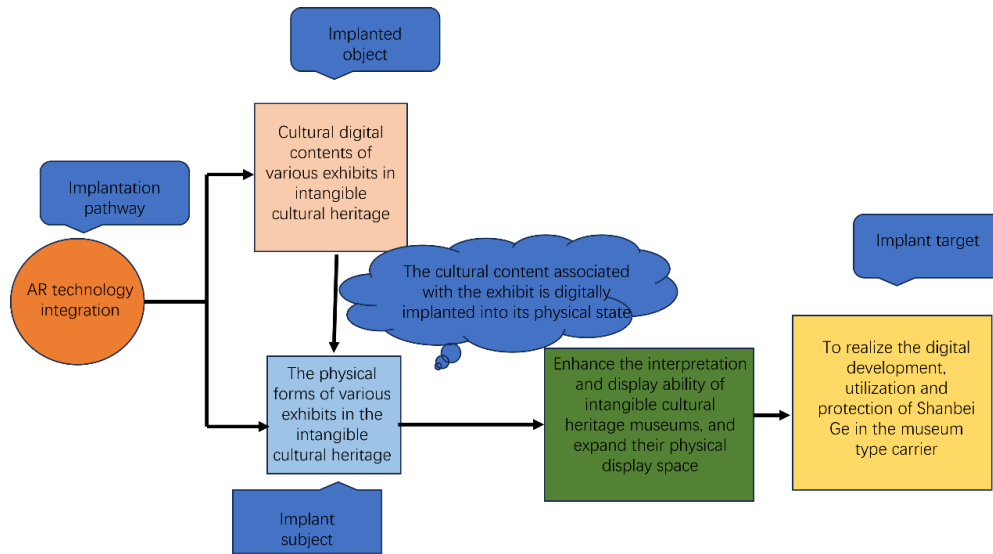 Implanted
object
Cultural digital
contents of
various exhibits in
intangible
cultural heritage
Implantation
pathway
AR technology
integration
The cultural content associated
with the exhibit is digitally
implanted into its physical state
Implant target
The physical
forms of various
exhibits in the
intangible
cultural heritage
Enhance the interpretation
and display ability of
intangible cultural
heritage museums, and
expand their physical
display space
To realize the digital
development,
utilization and
protection of Shanbei
Ge in the museum
type carrier
Implant
subject